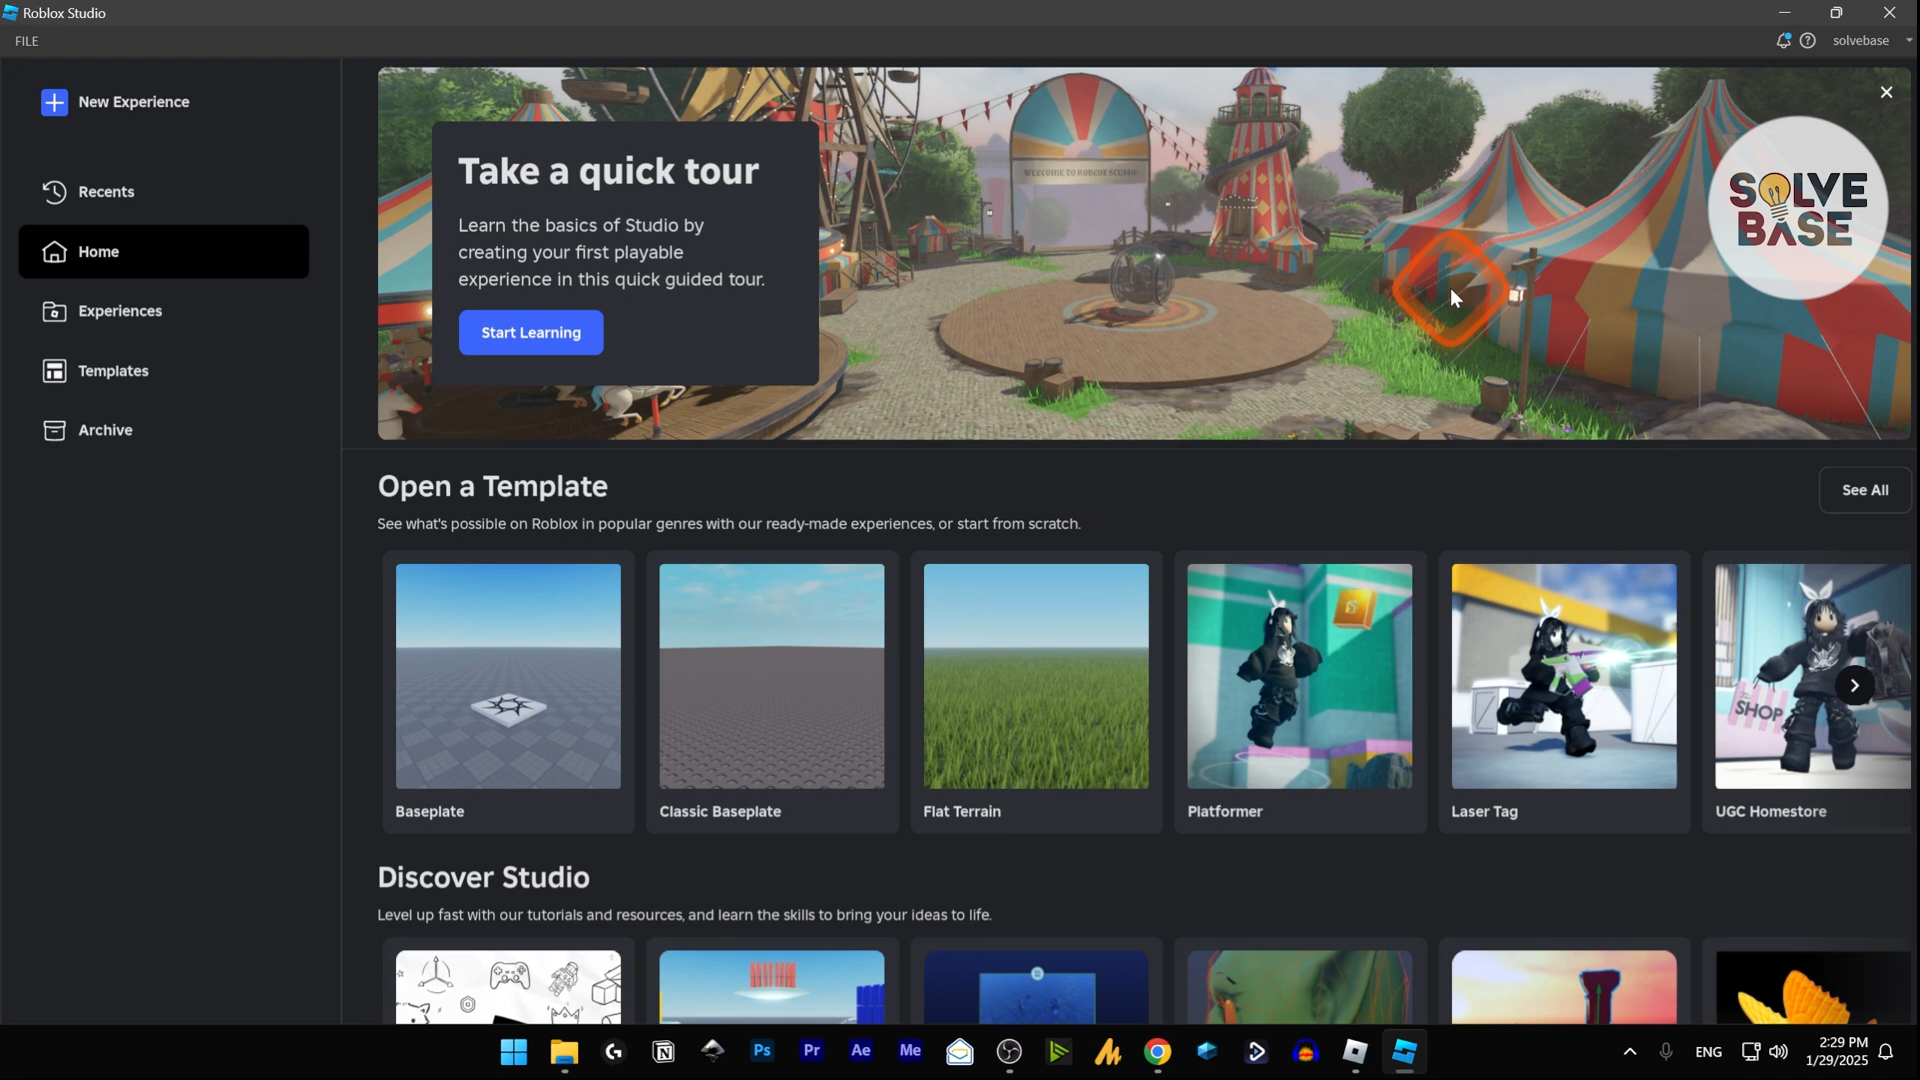 Roblox Studio
FILE
solvebase
New Experience
Recents
Home
Experiences
Templates
Archive
Take a quick tour
Learn the basics of Studio by
creating your first playable
experience in this quick guided tour.
Start Learning
WELCOME TO ROBLOX STUDIO
SOLVE
BASE
Open a Template
See All
See what's possible on Roblox in popular genres with our ready-made experiences, or start from scratch.
SHOP
Baseplate
Classic Baseplate
Flat Terrain
Platformer
Laser Tag
UGC Homestore
Discover Studio
Level up fast with our tutorials and resources, and learn the skills to bring your ideas to life.
Ps
Pr
Ae
Me
ENG
2:29 PM
1/29/2025